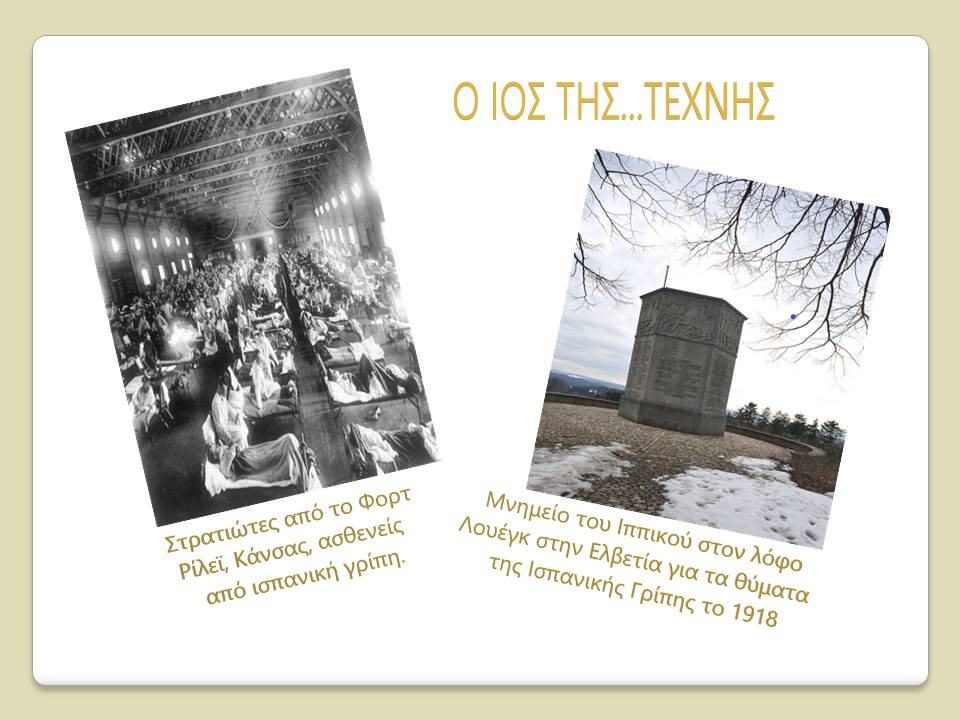 Ο ΙΟΣ ΤΗΣ...ΤΕΧΝΗΣ
Στρατιώτες από το Φορτ
Ρίλεϊ, Κάνσας, ασθενείς
από ισπανική γρίπη.
Μνημείο του Ιππικού στον λόφο
Λουέγκ στην Ελβετία για τα θύματα
της Ισπανικής Γρίπης το 1918